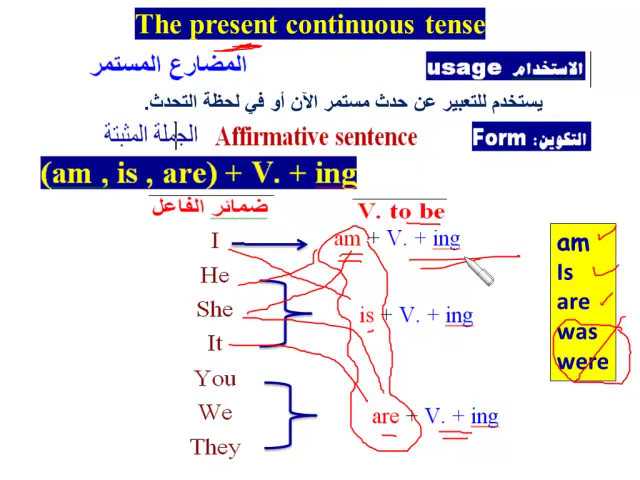 The present continuous tense
المضارع المستمر
الاستخدام usage
يستخدم للتعبير عن حدث مستمر الآن أو في لحظة التحدث.
الجملة المثبتة Affirmative sentence
التكوين: Form
(am , is , are) + V. + ing
ضمائر الفاعل
V. to be
I
am + V. + ing
He
She
is + V. + ing
It
You
We
are + V. + ing
They
am
Is
are
was
were